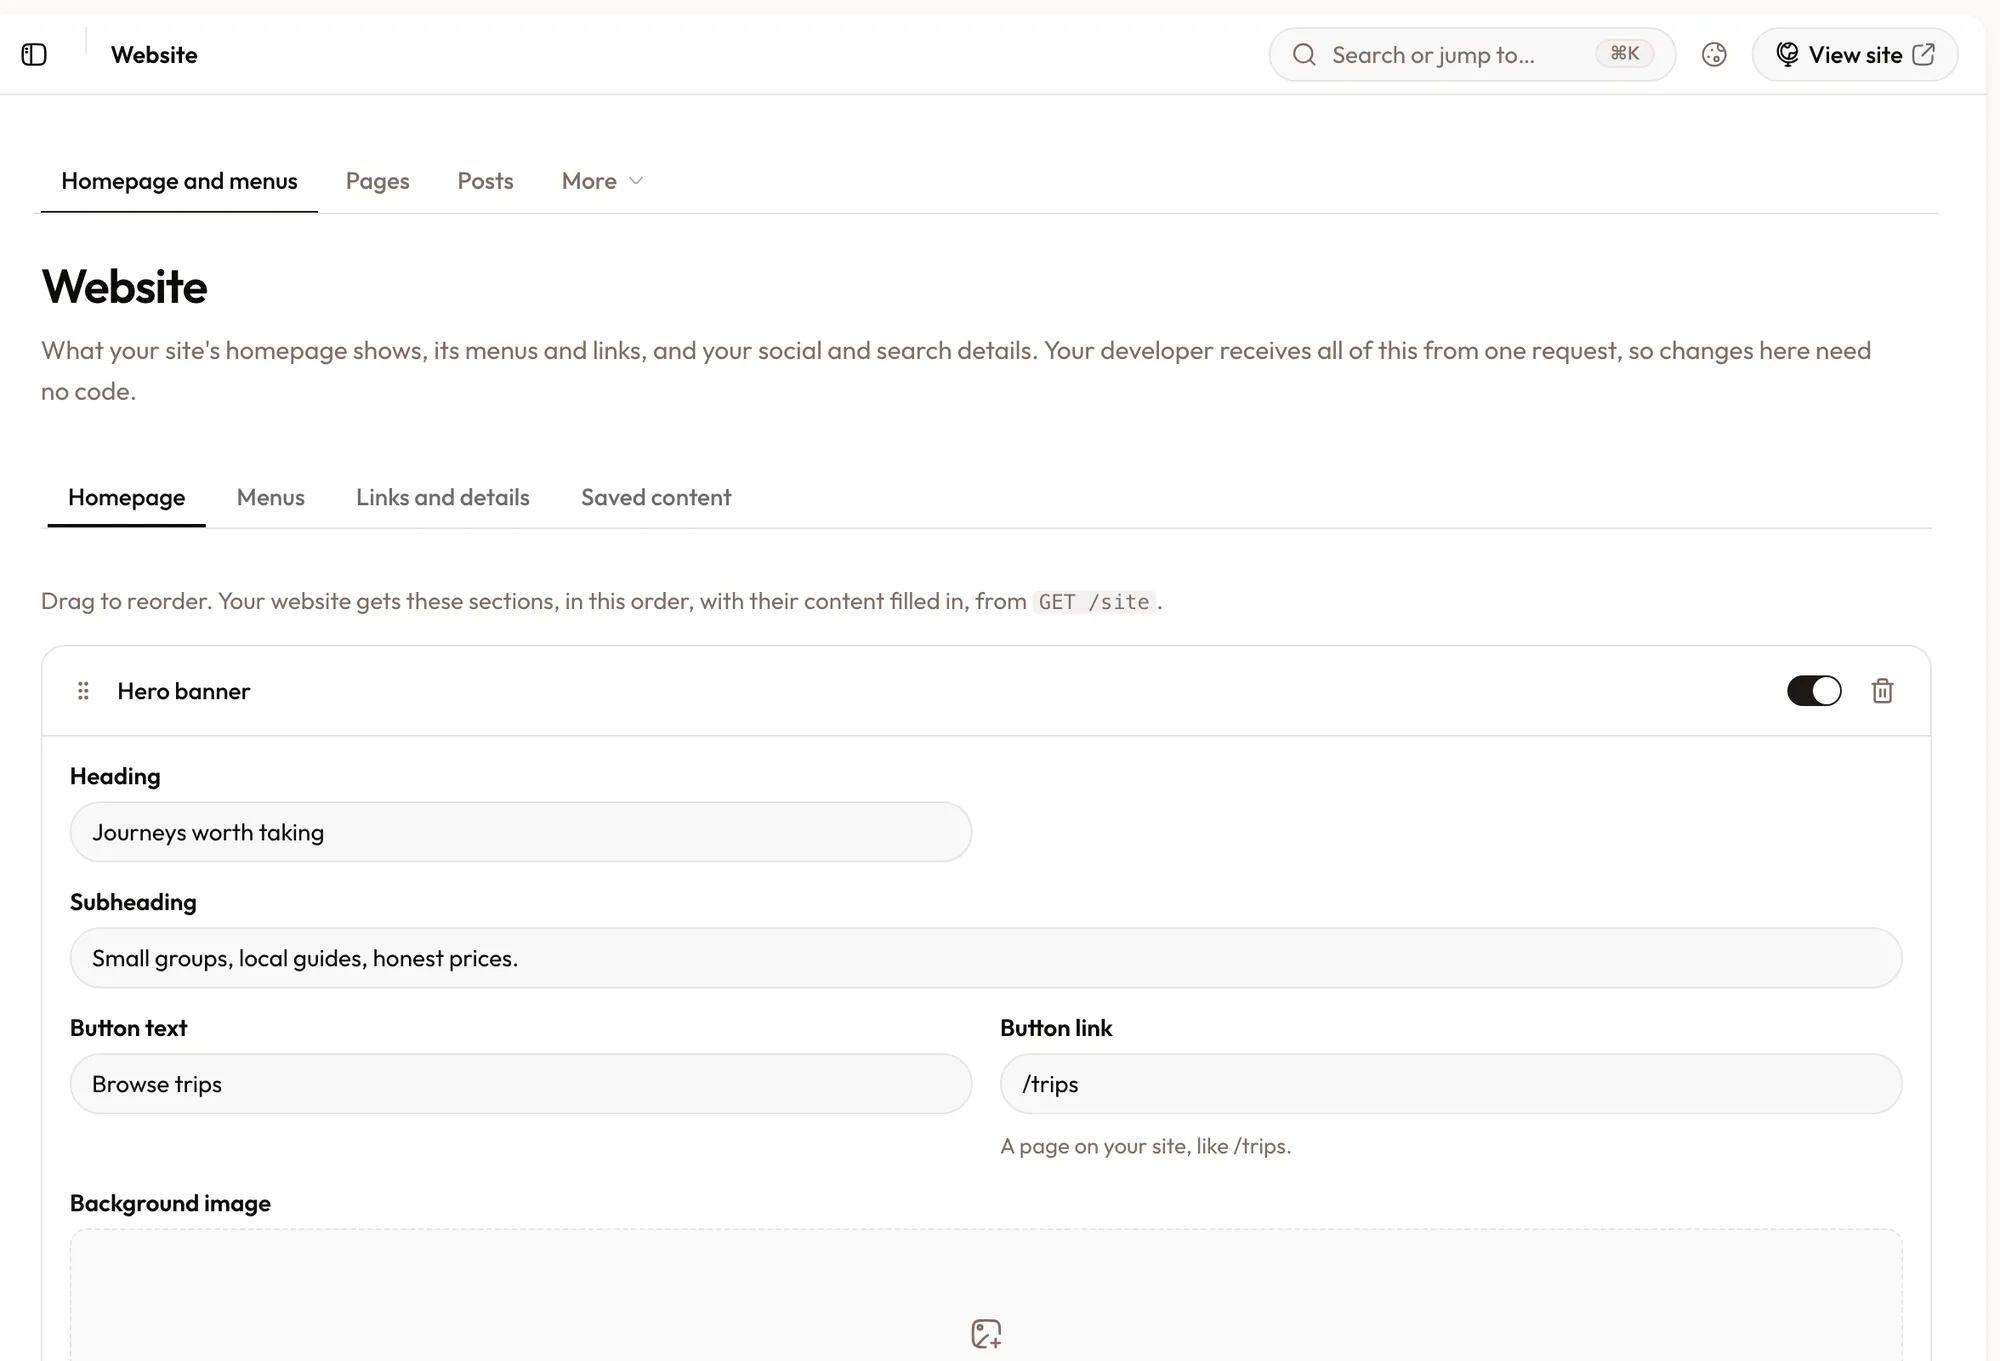 Website
Search or jump to...
⌘K
View site
Homepage and menus
Pages
Posts
More
Website
What your site's homepage shows, its menus and links, and your social and search details. Your developer receives all of this from one request, so changes here need
no code.
Homepage
Menus
Links and details
Saved content
Drag to reorder. Your website gets these sections, in this order, with their content filled in, from GET /site.
Hero banner
Heading
Journeys worth taking
Subheading
Small groups, local guides, honest prices.
Button text
Button link
Browse trips
/trips
A page on your site, like /trips.
Background image